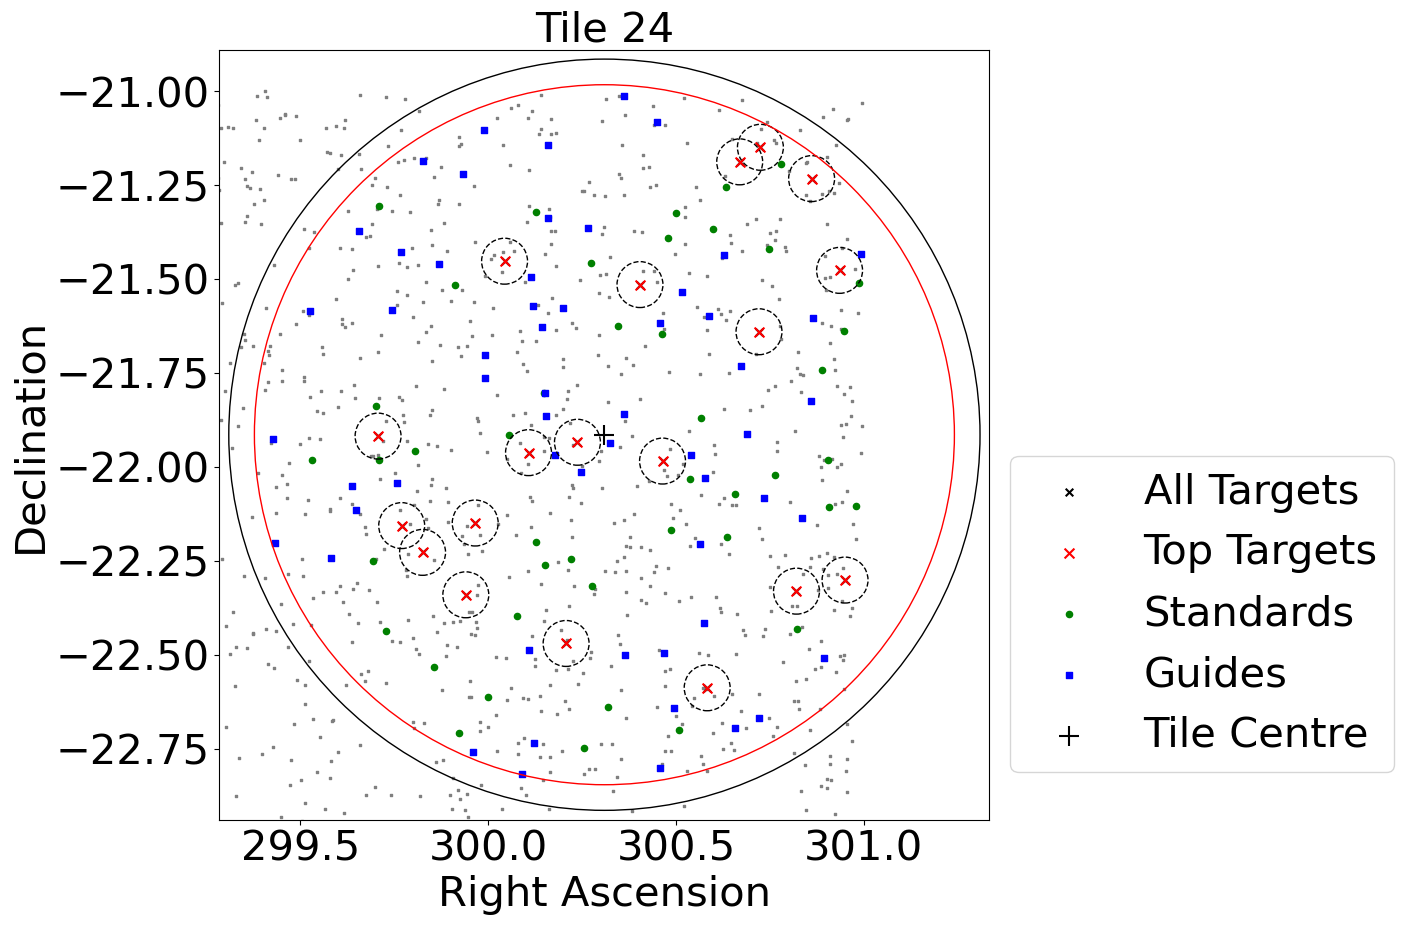 Tile 24
Declination
−21.00
−21.25
−21.50
−21.75
−22.00
−22.25
−22.50
−22.75
299.5 300.0 300.5 301.0
Right Ascension
All Targets
Top Targets
Standards
Guides
Tile Centre